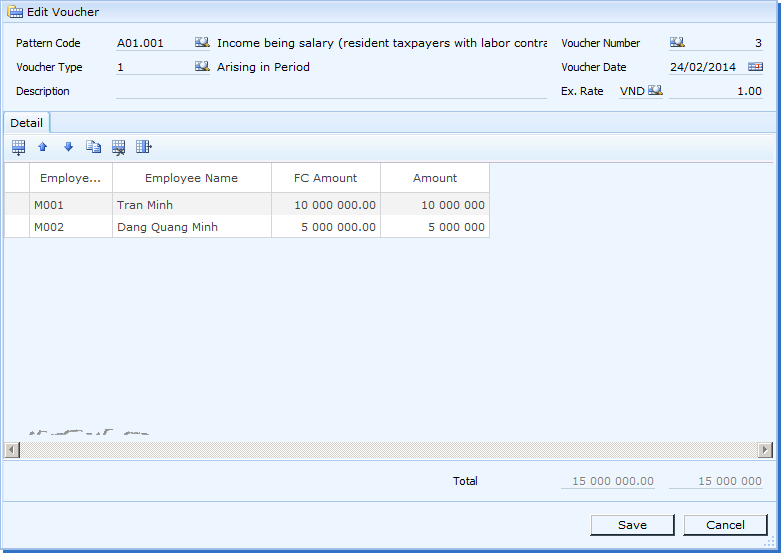 Edit Voucher
Pattern Code A01.001 Income being salary (resident taxpayers with labor contra Voucher Number 3
Voucher Type 1 Arising in Period Voucher Date 24/02/2014
Description Ex. Rate VND 1.00
Detail
Employe... Employee Name FC Amount Amount
M001 Tran Minh 10 000 000.00 10 000 000
M002 Dang Quang Minh 5 000 000.00 5 000 000
Total 15 000 000.00 15 000 000
Save Cancel